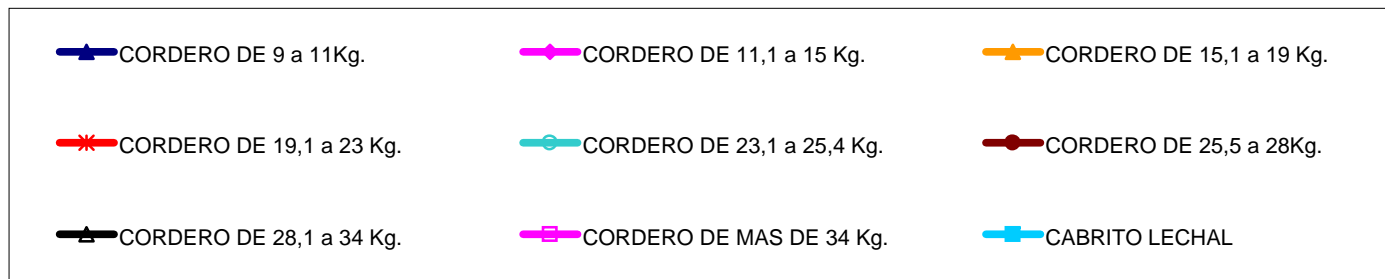 CORDERO DE 9 a 11Kg.
CORDERO DE 11,1 a 15 Kg.
CORDERO DE 15,1 a 19 Kg.
CORDERO DE 19,1 a 23 Kg.
CORDERO DE 23,1 a 25,4 Kg.
CORDERO DE 25,5 a 28Kg.
CORDERO DE 28,1 a 34 Kg.
CORDERO DE MAS DE 34 Kg.
CABRITO LECHAL